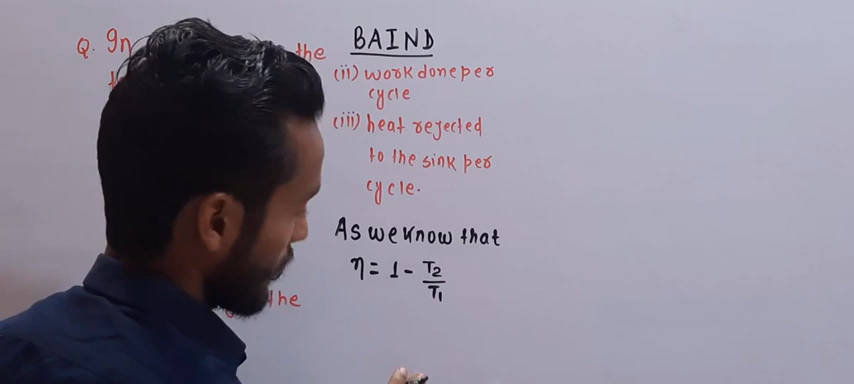 Q. In the
BAIND
(ii) work done per
cycle
(iii) heat rejected
to the sink per
cycle.
As we know that
η = 1 - T2/T1
the